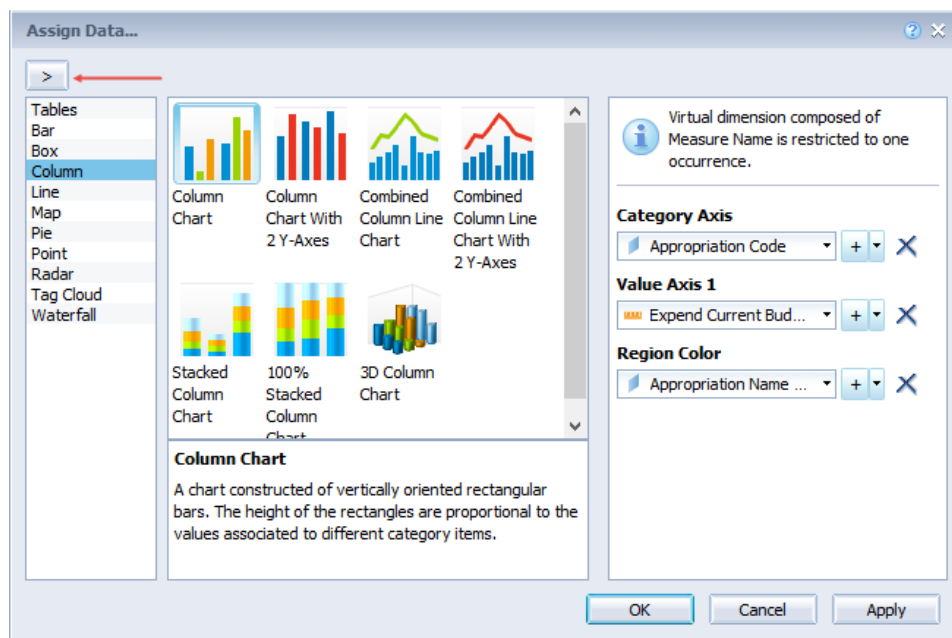 Assign Data...
>
Tables
Bar
Box
Column
Line
Map
Pie
Point
Radar
Tag Cloud
Waterfall
Column
Chart
Column
Chart With
2 Y-Axes
Combined
Column Line
Chart
Combined
Column Line
Chart With
2 Y-Axes
Stacked
Column
Chart
100%
Stacked
Column
Chart
3D Column
Chart
Column Chart
A chart constructed of vertically oriented rectangular
bars. The height of the rectangles are proportional to the
values associated to different category items.
Virtual dimension composed of
Measure Name is restricted to one
occurrence.
Category Axis
Appropriation Code
+
Value Axis 1
Expend Current Bud...
+
Region Color
Appropriation Name ...
+
OK
Cancel
Apply